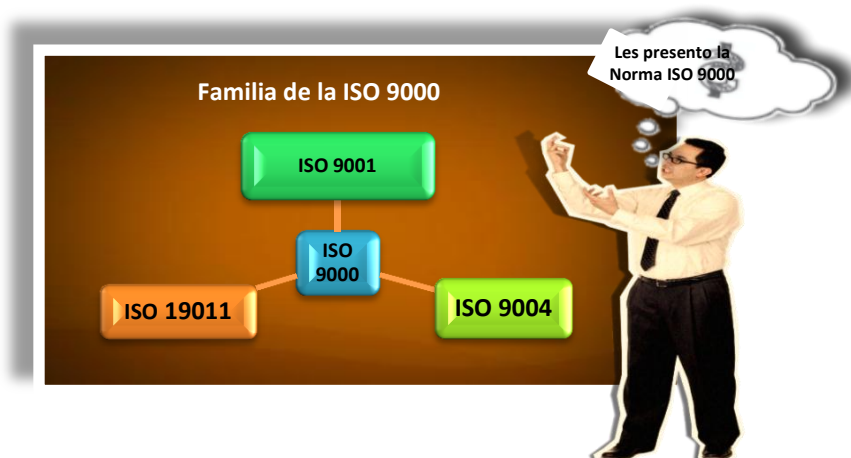 Les presento la
Norma ISO 9000
Familia de la ISO 9000
ISO 9001
ISO
9000
ISO 19011
ISO 9004